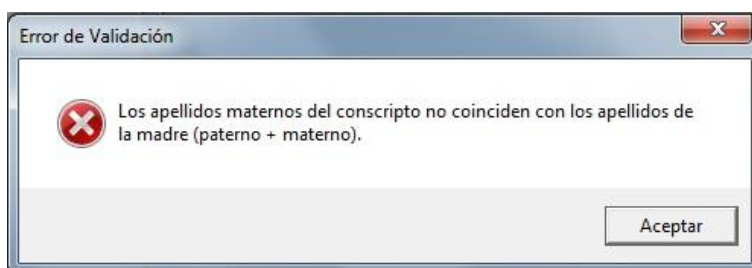 Error de Validación
Los apellidos maternos del conscripto no coinciden con los apellidos de
la madre (paterno + materno).
Aceptar